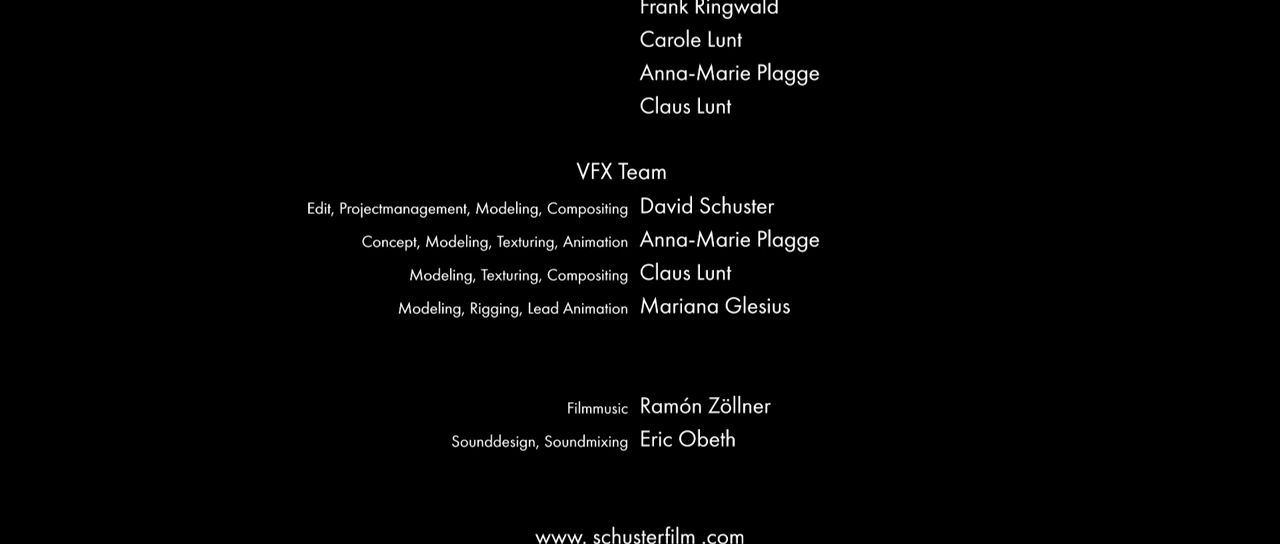 Frank Ringwald
Carole Lunt
Anna-Marie Plagge
Claus Lunt
VFX Team
Edit, Projectmanagement, Modeling, Compositing David Schuster
Concept, Modeling, Texturing, Animation Anna-Marie Plagge
Modeling, Texturing, Compositing Claus Lunt
Modeling, Rigging, Lead Animation Mariana Glesius
Filmmusic Ramón Zöllner
Sounddesign, Soundmixing Eric Obeth
www. schusterfilm .com